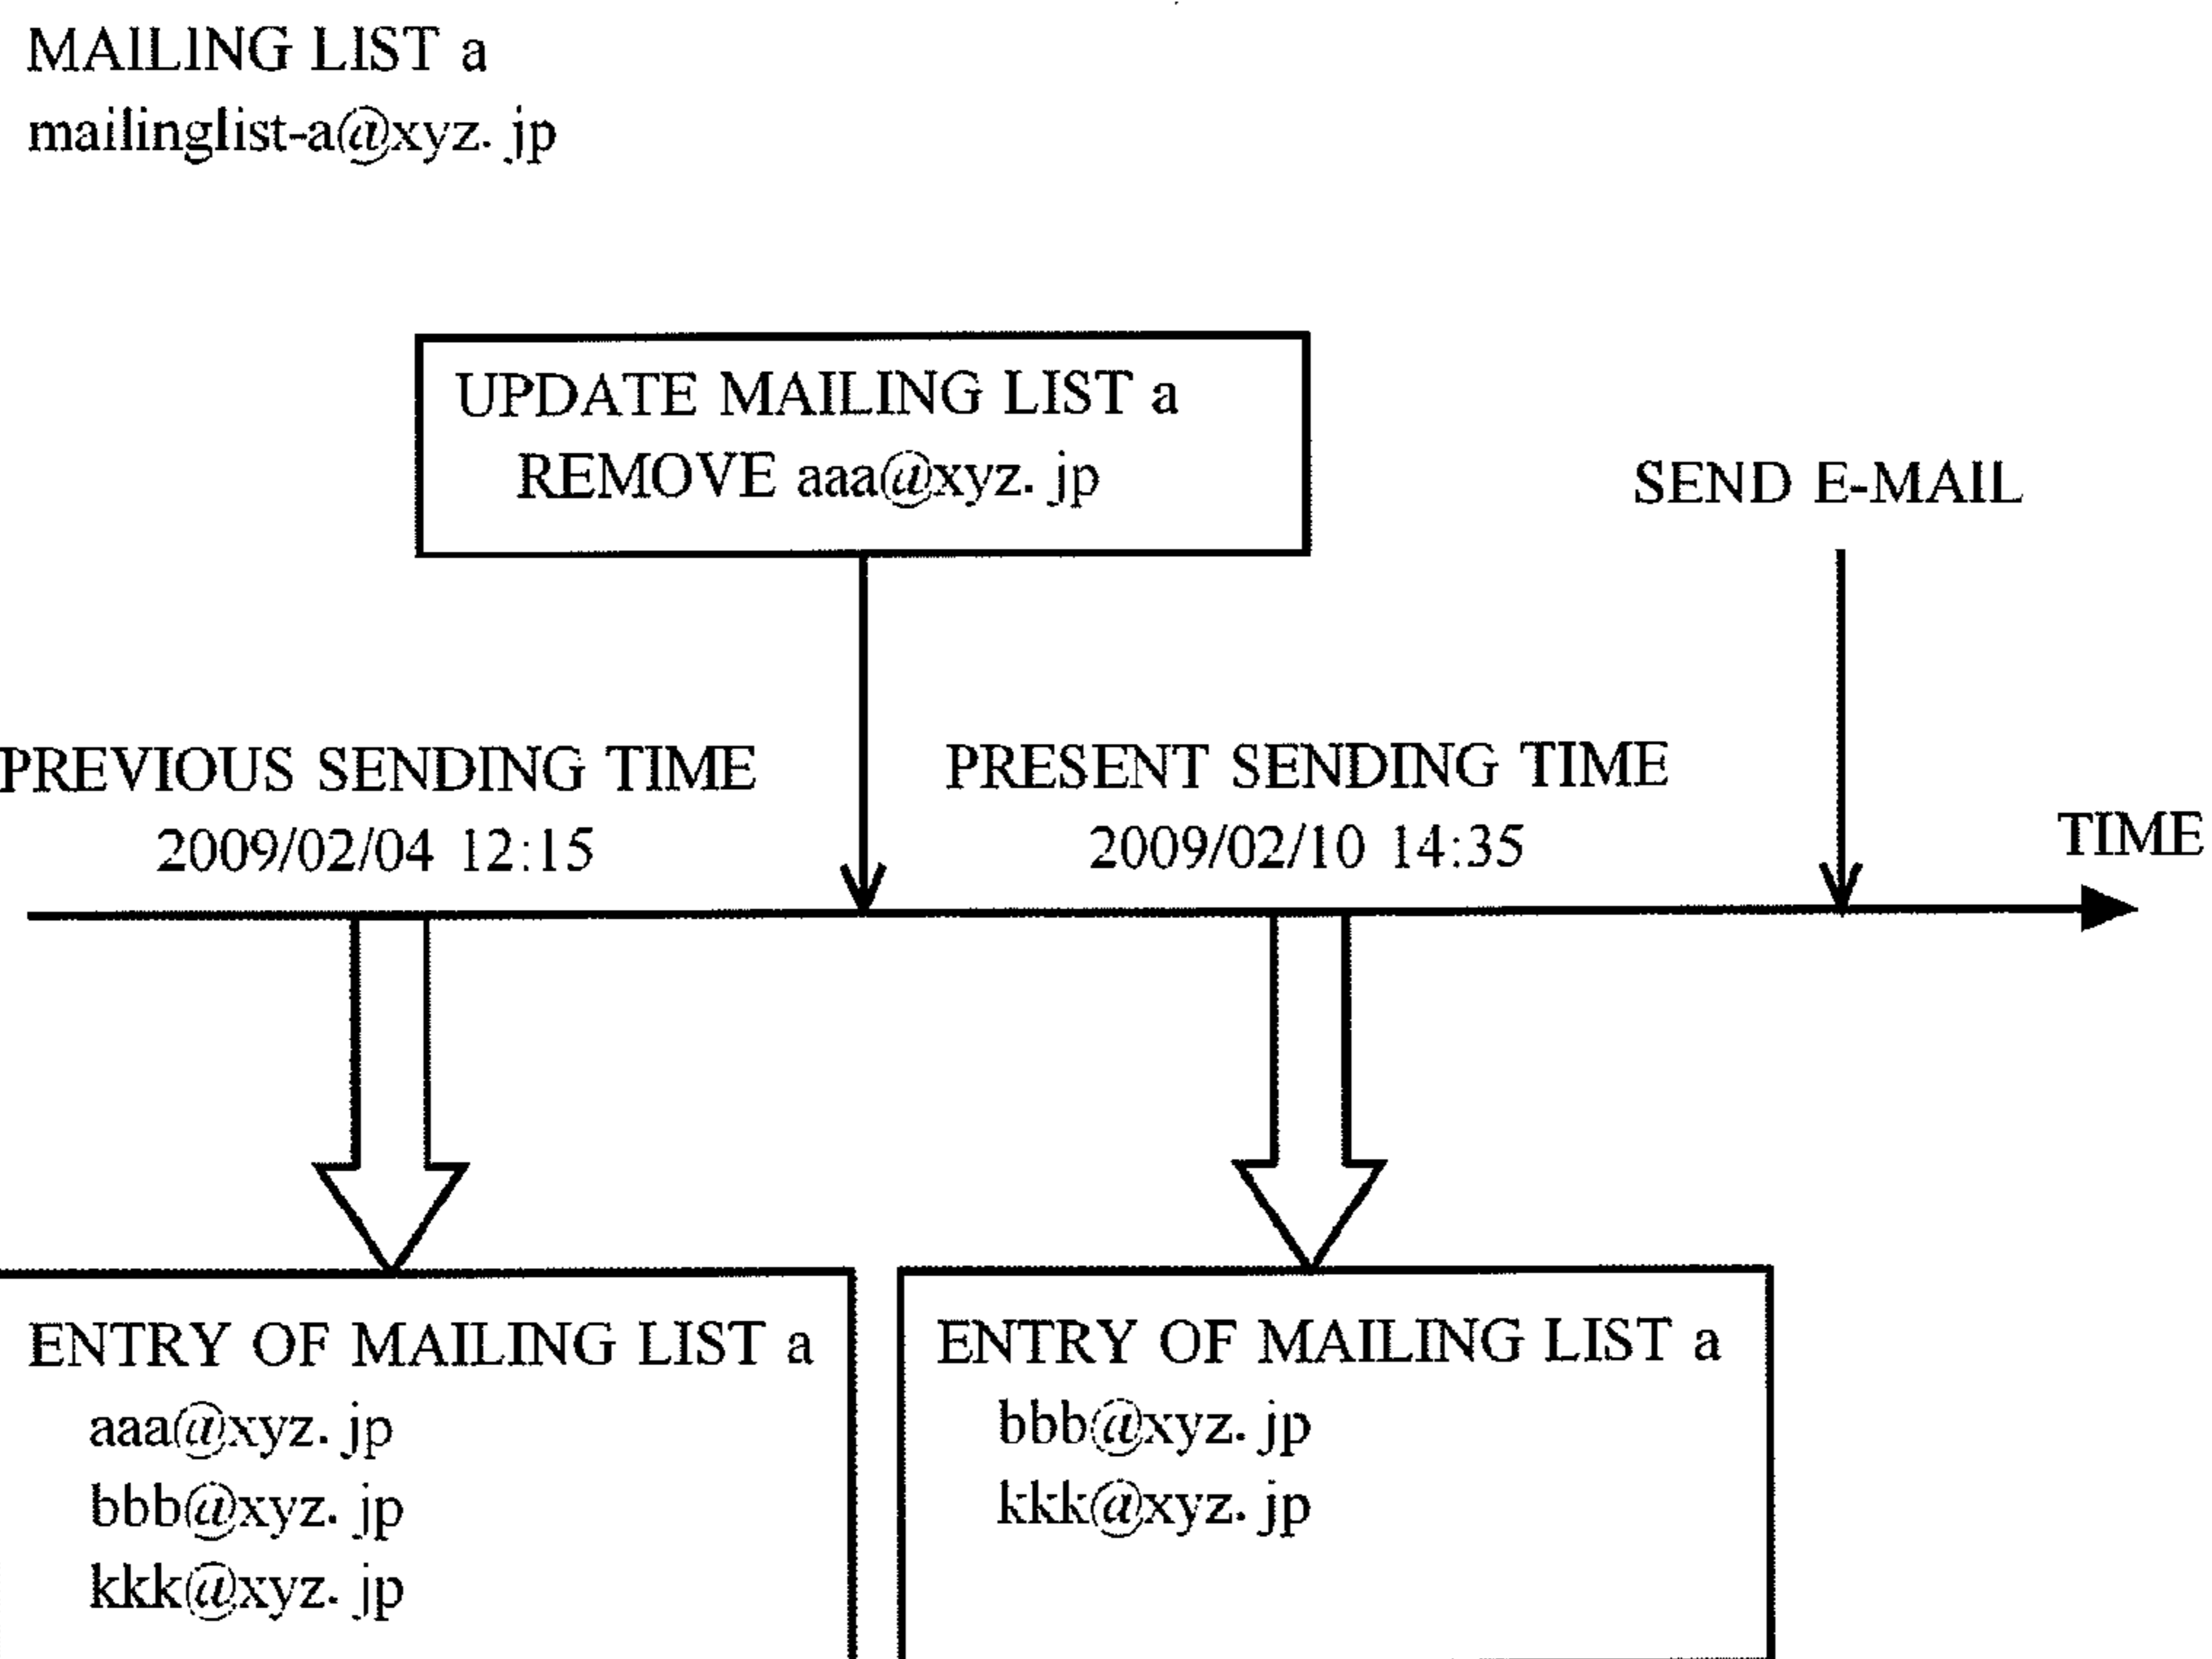 MAILING LIST a
mailinglist-a@xyz. jp
UPDATE MAILING LIST a
REMOVE aaa@xyz. jp
SEND E-MAIL
PREVIOUS SENDING TIME
2009/02/04 12:15
PRESENT SENDING TIME
2009/02/10 14:35
TIME
ENTRY OF MAILING LIST a
aaa@xyz. jp
bbb@xyz. jp
kkk@xyz. jp
ENTRY OF MAILING LIST a
bbb@xyz. jp
kkk@xyz. jp